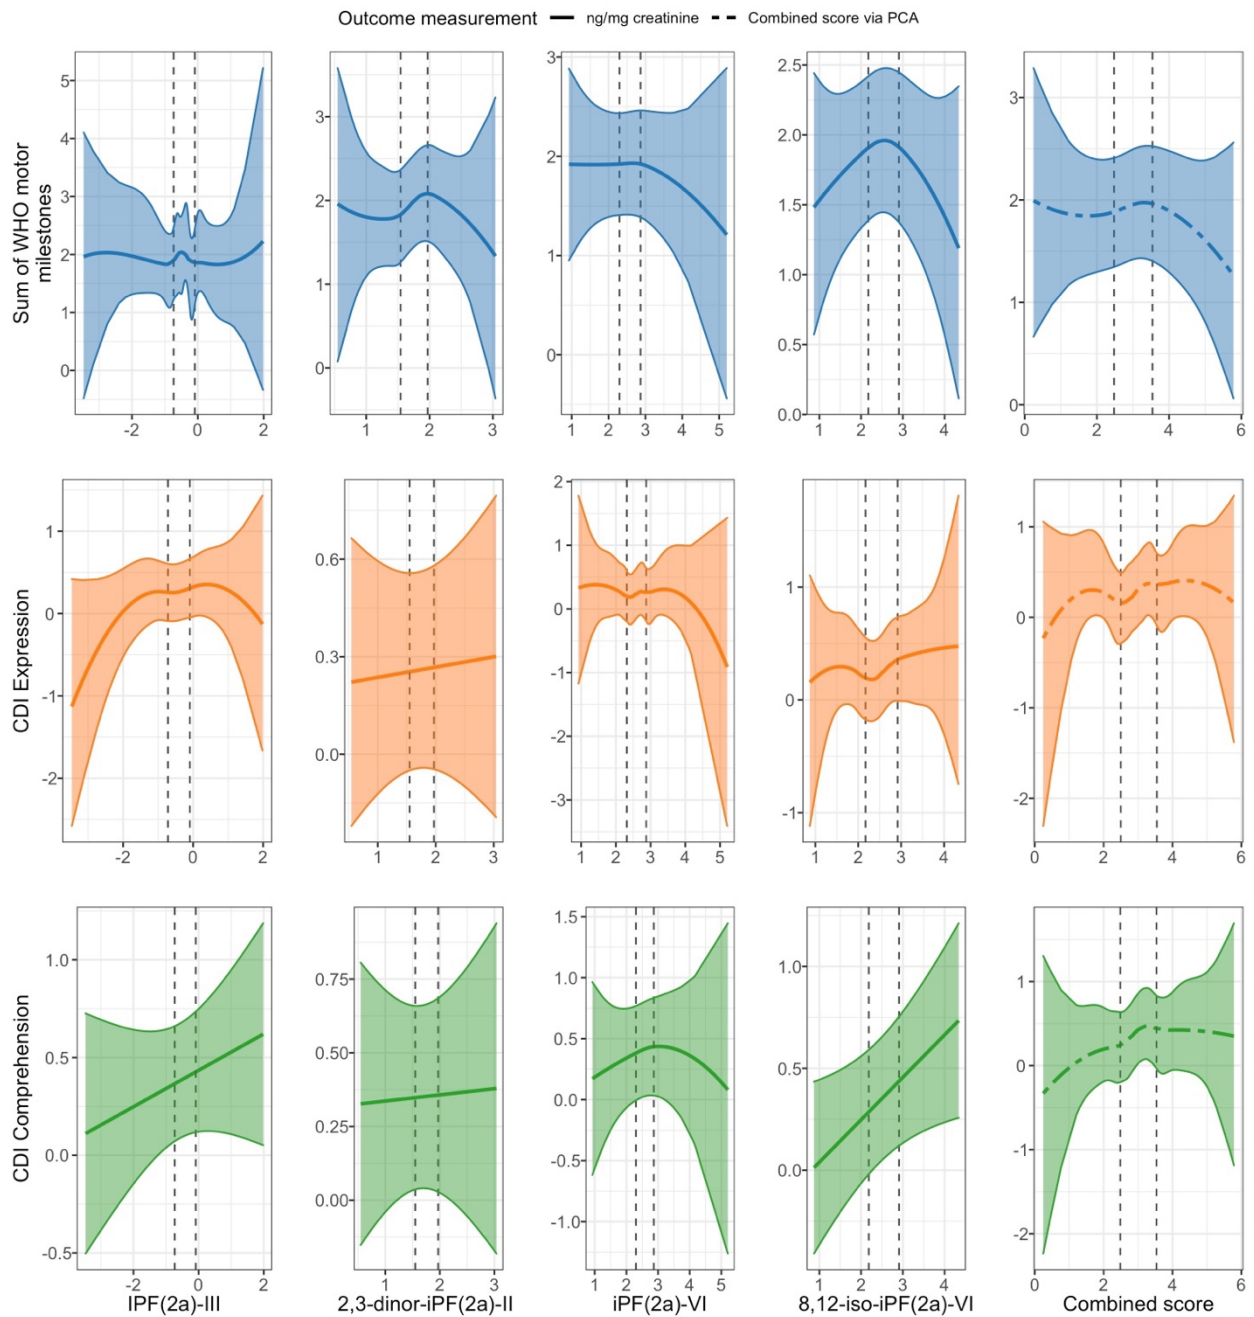 Outcome measurement ng/mg creatinine Combined score via PCA
Sum of WHO motor
milestones
5
4
3
2
1
0
-2 0 2
3
2
1
0
1 2 3
3
2
1
0
1 2 3 4 5
2.5
2.0
1.5
1.0
0.5
0.0
1 2 3 4
3
2
1
0
0 2 4 6
CDI Expression
1
0
-1
-2
-2 0 2
0.6
0.3
0.0
1 2 3
2
1
0
-1
-2
-3
1 2 3 4 5
1
0
-1
1 2 3 4
1
0
-1
-2
0 2 4 6
CDI Comprehension
1.0
0.5
0.0
-0.5
-2 0 2
IPF(2a)-III
0.75
0.50
0.25
0.00
1 2 3
2,3-dinor-iPF(2a)-II
1.5
1.0
0.5
0.0
-0.5
-1.0
1 2 3 4 5
iPF(2a)-VI
1.0
0.5
0.0
1 2 3 4
8,12-iso-iPF(2a)-VI
1
0
-1
-2
0 2 4 6
Combined score